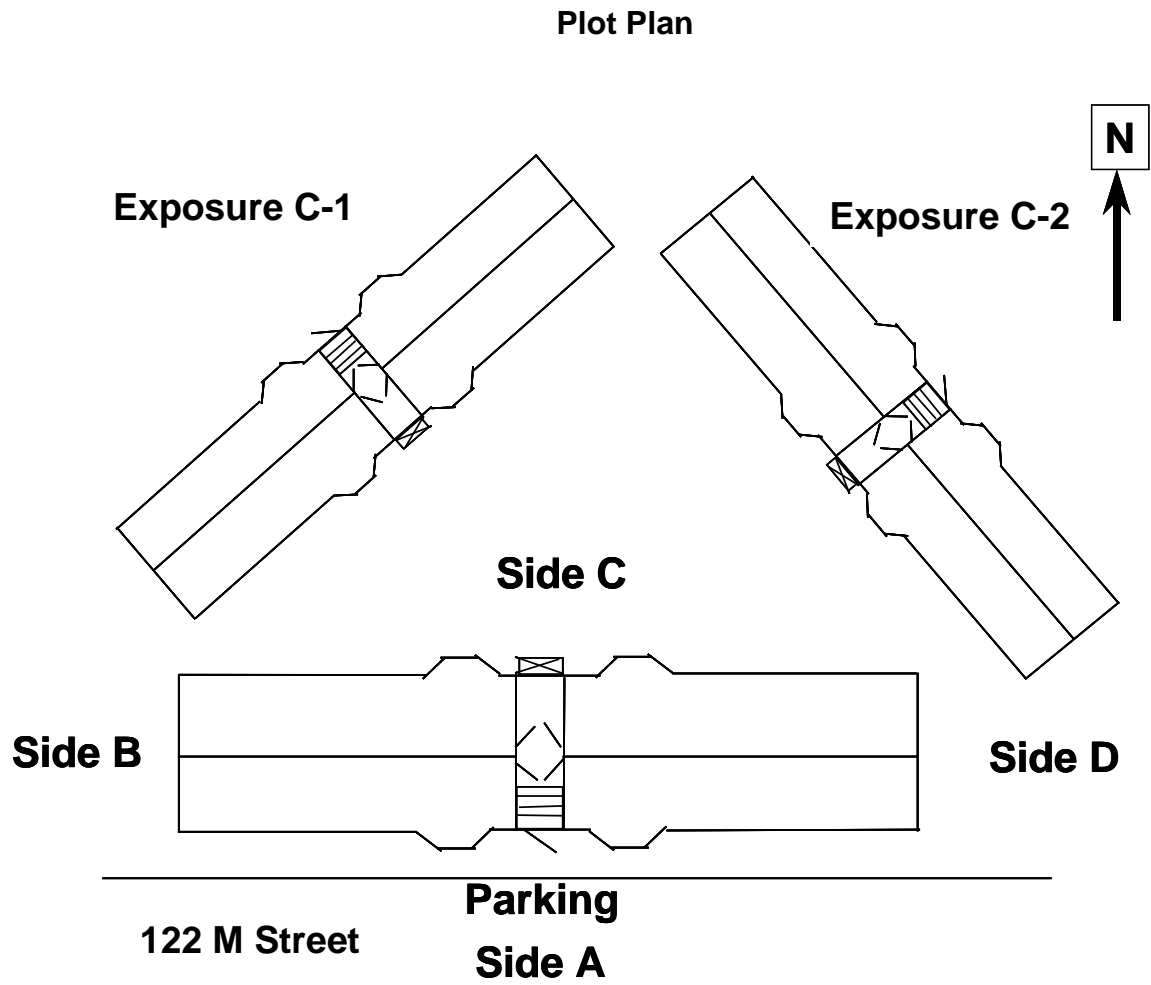 Plot Plan
N
Exposure C-1
Exposure C-2
Side C
Side B
Side D
Parking
122 M Street
Side A